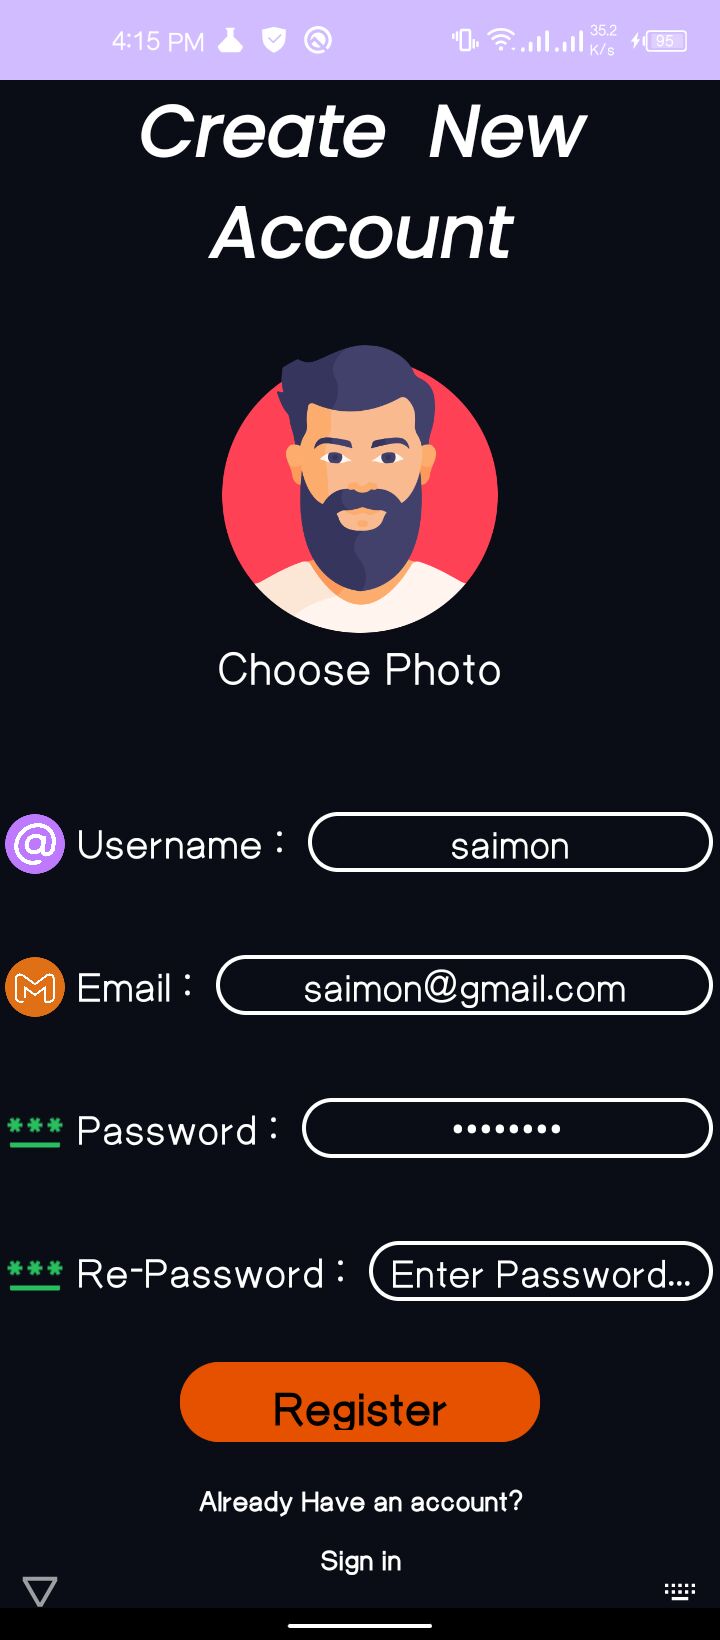 4:15 PM 35.2 K/s 95
Create New
Account
Choose Photo
@ Username : saimon
Email : saimon@gmail.com
*** Password : ••••••••
*** Re-Password : Enter Password...
Register
Already Have an account?
Sign in